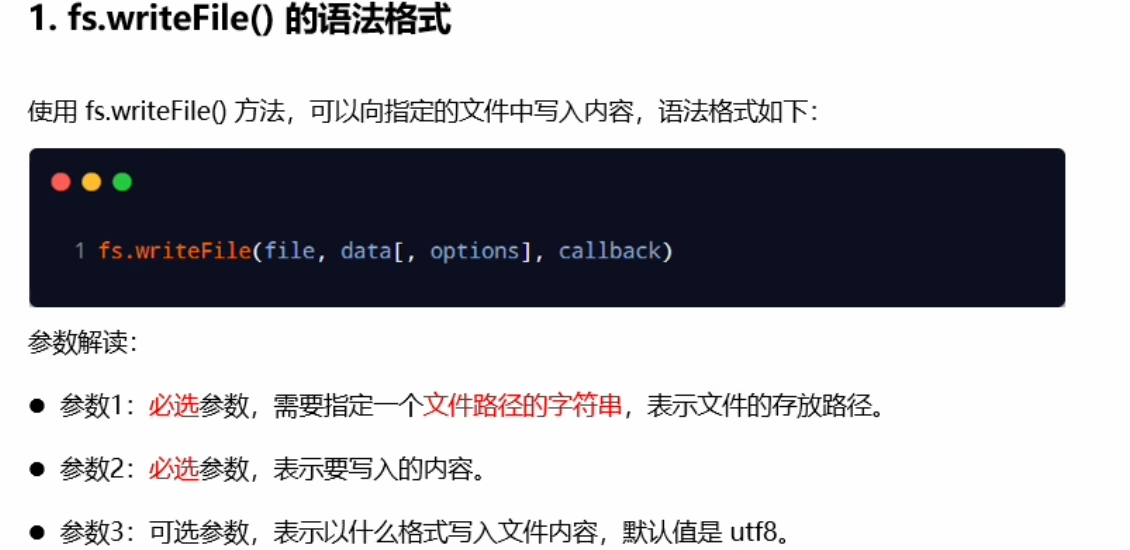 1. fs.writeFile() 的语法格式
使用 fs.writeFile() 方法，可以向指定的文件中写入内容，语法格式如下：
1 fs.writeFile(file, data[, options], callback)
参数解读：
● 参数1：必选参数，需要指定一个文件路径的字符串，表示文件的存放路径。
● 参数2：必选参数，表示要写入的内容。
● 参数3：可选参数，表示以什么格式写入文件内容，默认值是 utf8。